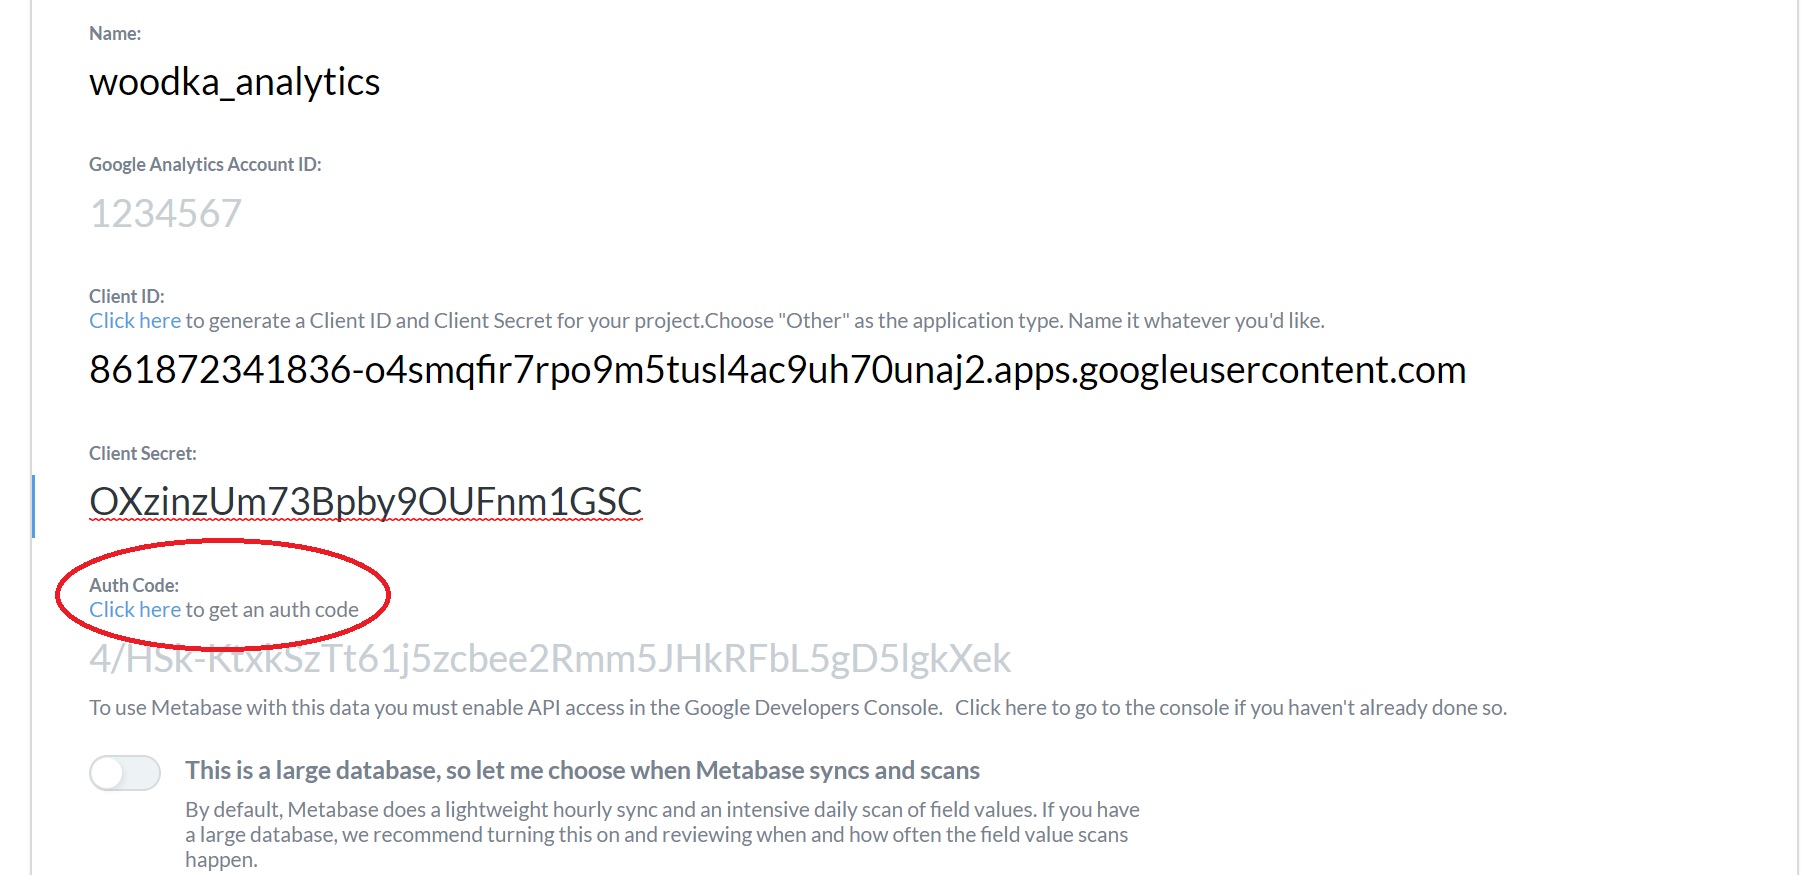 Name:
woodka_analytics
Google Analytics Account ID:
1234567
Client ID:
Click here to generate a Client ID and Client Secret for your project.Choose "Other" as the application type. Name it whatever you'd like.
861872341836-o4smqfir7rpo9m5tusl4ac9uh70unaj2.apps.googleusercontent.com
Client Secret:
OXzinzUm73Bpby9OUFnm1GSC
Auth Code:
Click here to get an auth code
4/HSk-KtxkSzTt61j5zcbee2Rmm5JHkRFbL5gD5lgkXek
To use Metabase with this data you must enable API access in the Google Developers Console. Click here to go to the console if you haven't already done so.
This is a large database, so let me choose when Metabase syncs and scans
By default, Metabase does a lightweight hourly sync and an intensive daily scan of field values. If you have
a large database, we recommend turning this on and reviewing when and how often the field value scans
happen.